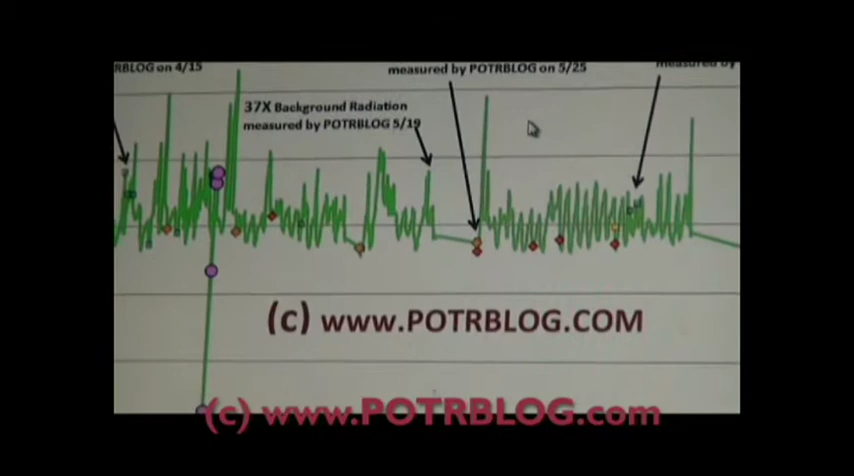 RBLOG on 4/15
measured by POTRBLOG on 5/25
measured by
37X Background Radiation
measured by POTRBLOG 5/19
(c) www.POTRBLOG.COM
(c) www.POTRBLOG.com